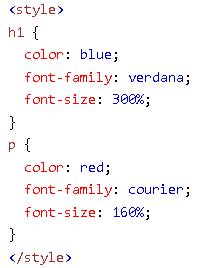 <style>
h1 {
  color: blue;
  font-family: verdana;
  font-size: 300%;
}
p {
  color: red;
  font-family: courier;
  font-size: 160%;
}
</style>